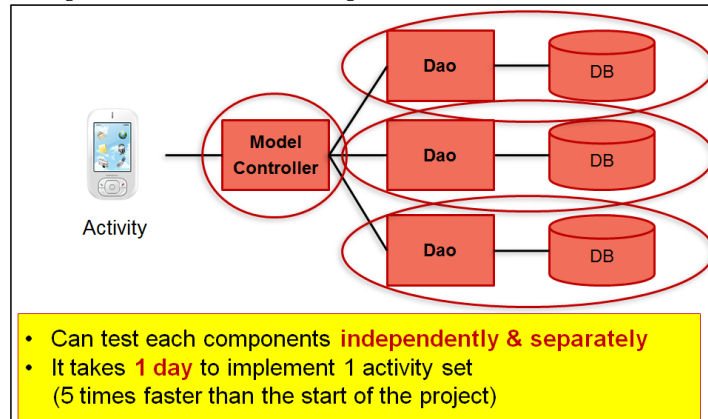 Dao
DB
Model
Controller
Dao
DB
Activity
Dao
DB
• Can test each components independently & separately
• It takes 1 day to implement 1 activity set
(5 times faster than the start of the project)